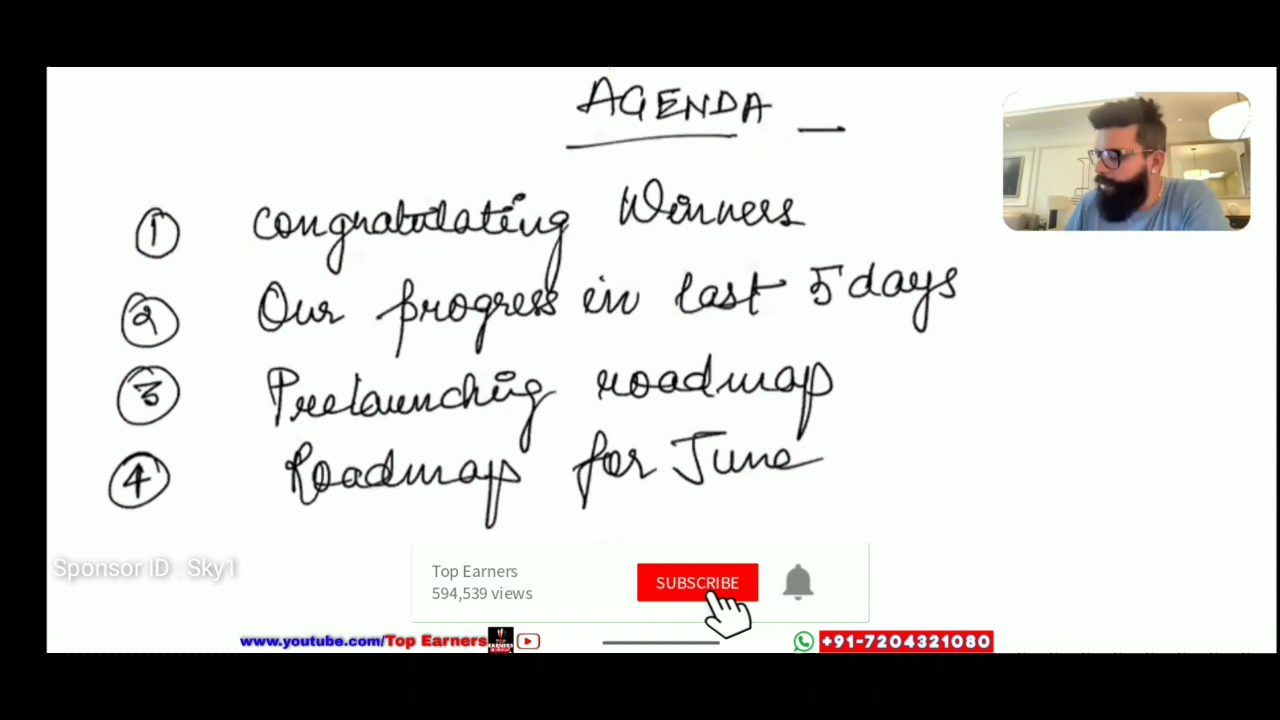 AGENDA
① Congratulating Winners
② Our progress in last 5 days
③ Prelaunching roadmap
④ Roadmap for June
Sponsor ID : Sky1
Top Earners
594,539 views
SUBSCRIBE
www.youtube.com/Top Earners
+91-7204321080